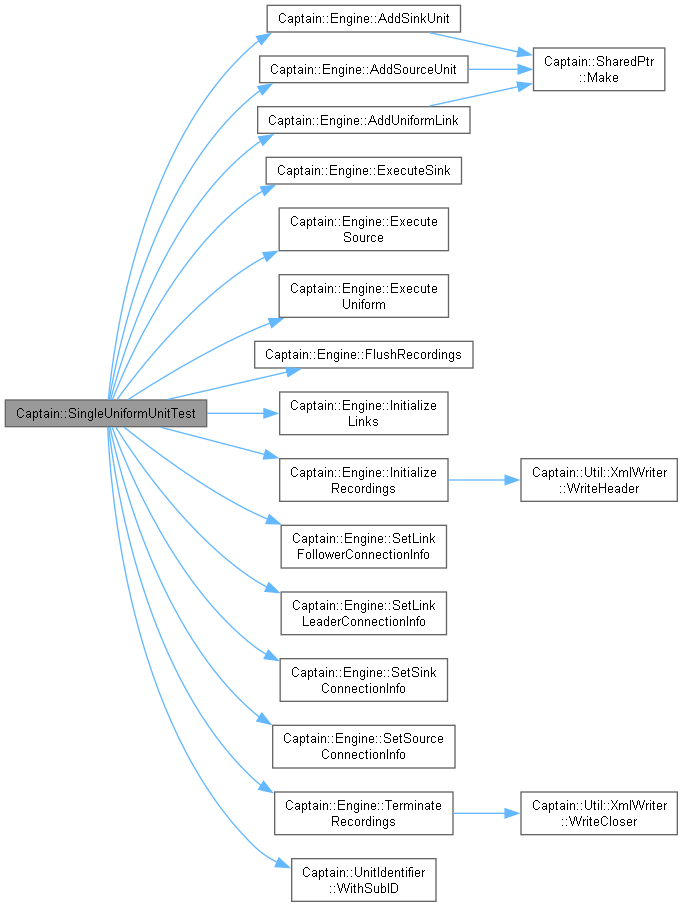 Captain::SingleUniformUnitTest
Captain::Engine::AddSinkUnit
Captain::SharedPtr
::Make
Captain::Engine::AddSourceUnit
Captain::Engine::AddUniformLink
Captain::Engine::ExecuteSink
Captain::Engine::Execute
Source
Captain::Engine::Execute
Uniform
Captain::Engine::FlushRecordings
Captain::Engine::Initialize
Links
Captain::Engine::Initialize
Recordings
Captain::Util::XmlWriter
::WriteHeader
Captain::Engine::SetLink
FollowerConnectionInfo
Captain::Engine::SetLink
LeaderConnectionInfo
Captain::Engine::SetSink
ConnectionInfo
Captain::Engine::SetSource
ConnectionInfo
Captain::Engine::Terminate
Recordings
Captain::Util::XmlWriter
::WriteCloser
Captain::UnitIdentifier
::WithSubID